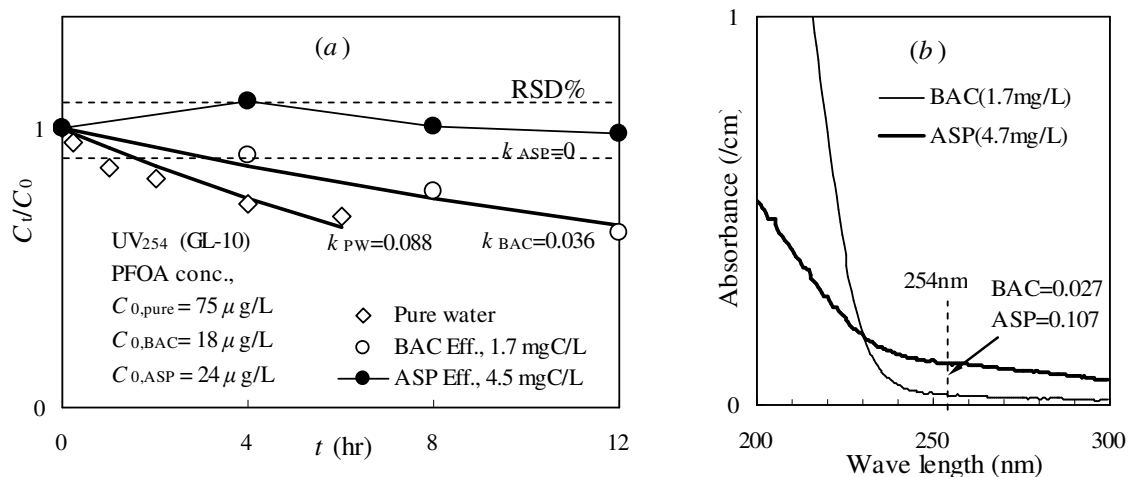 (a)
RSD%
1
k ASP=0
Ct/C0
UV254 (GL-10)
k PW=0.088
k BAC=0.036
PFOA conc.,
C0,pure = 75 μg/L
C0,BAC = 18 μg/L
C0,ASP = 24 μg/L
Pure water
BAC Eff., 1.7 mgC/L
ASP Eff., 4.5 mgC/L
0
0 4 8 12
t (hr)
1
(b)
BAC(1.7mg/L)
ASP(4.7mg/L)
Absorbance (/cm)
254nm
BAC=0.027
ASP=0.107
0
200 250 300
Wave length (nm)